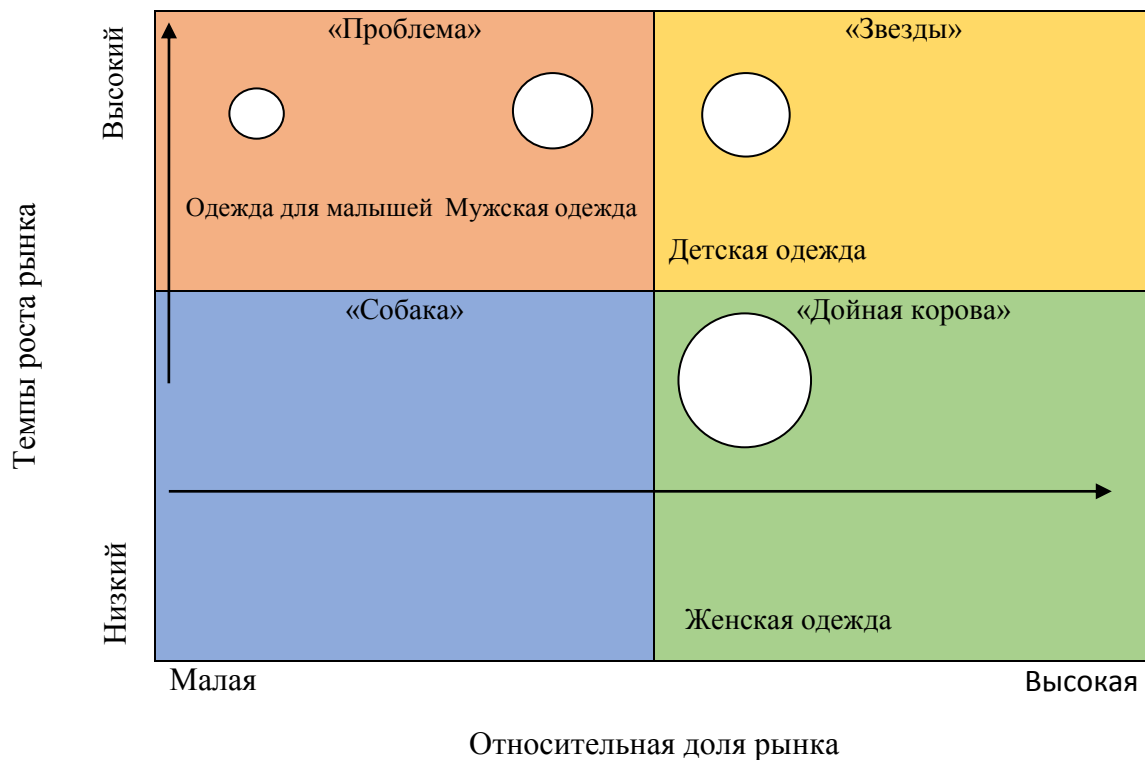 Темпы роста рынка
Высокий
Низкий
«Проблема»
«Звезды»
Одежда для малышей
Мужская одежда
Детская одежда
«Собака»
«Дойная корова»
Женская одежда
Малая
Высокая
Относительная доля рынка